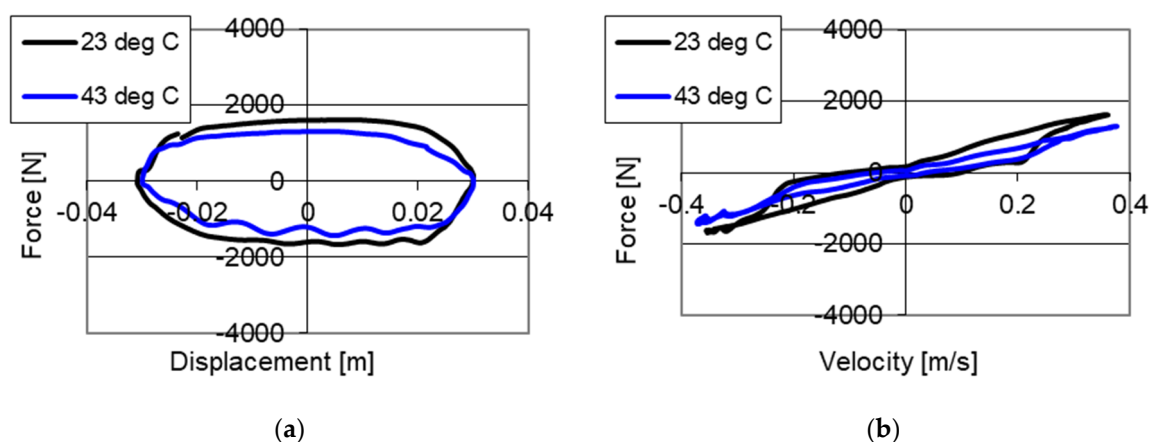 4000
23 deg C
43 deg C
2000
0
-0.04
-0.02
0
0.02
0.04
-2000
-4000
Force [N]
Displacement [m]
(a)
4000
23 deg C
43 deg C
2000
0
-0.4
-0.2
0
0.2
0.4
-2000
-4000
Force [N]
Velocity [m/s]
(b)